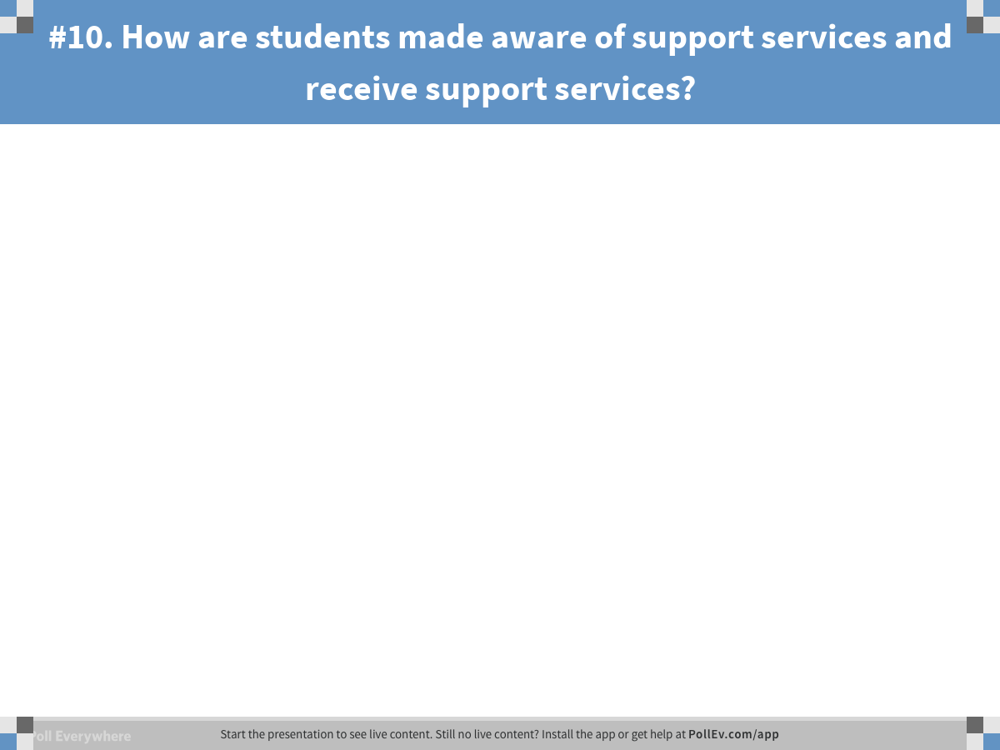 #10. How are students made aware of support services and
receive support services?
Poll Everywhere
Start the presentation to see live content. Still no live content? Install the app or get help at PollEv.com/app